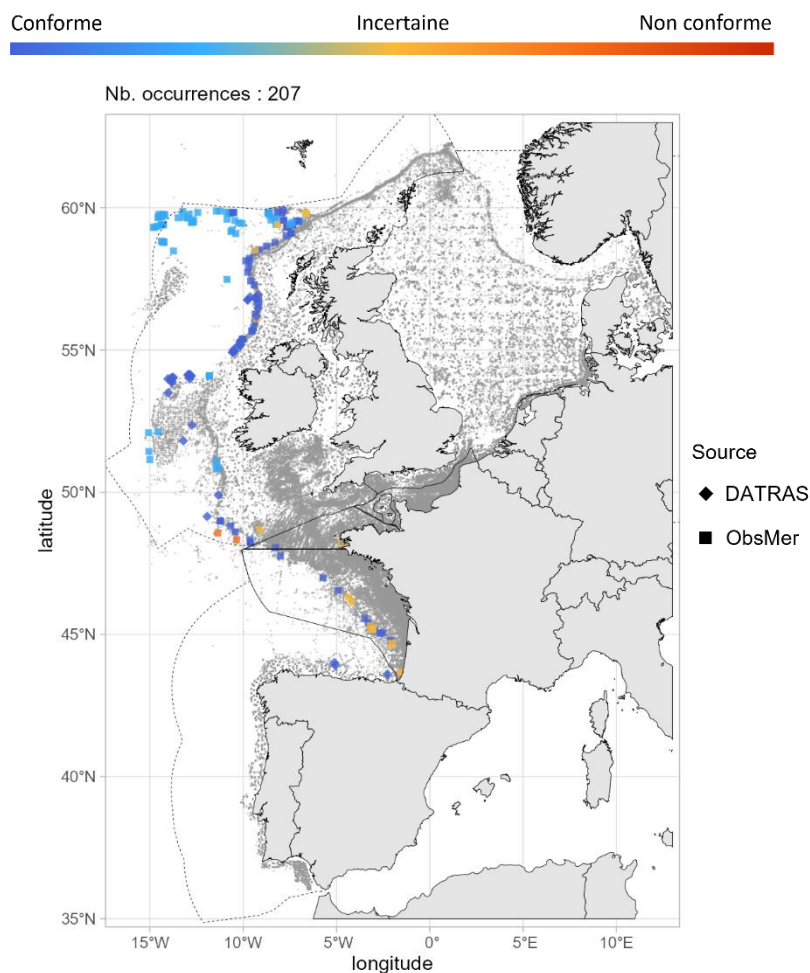 Conforme Incertaine Non conforme
Nb. occurrences : 207
60°N
55°N
50°N
45°N
40°N
35°N
latitude
15°W 10°W 5°W 0° 5°E 10°E
longitude
Source
DATRAS
ObsMer